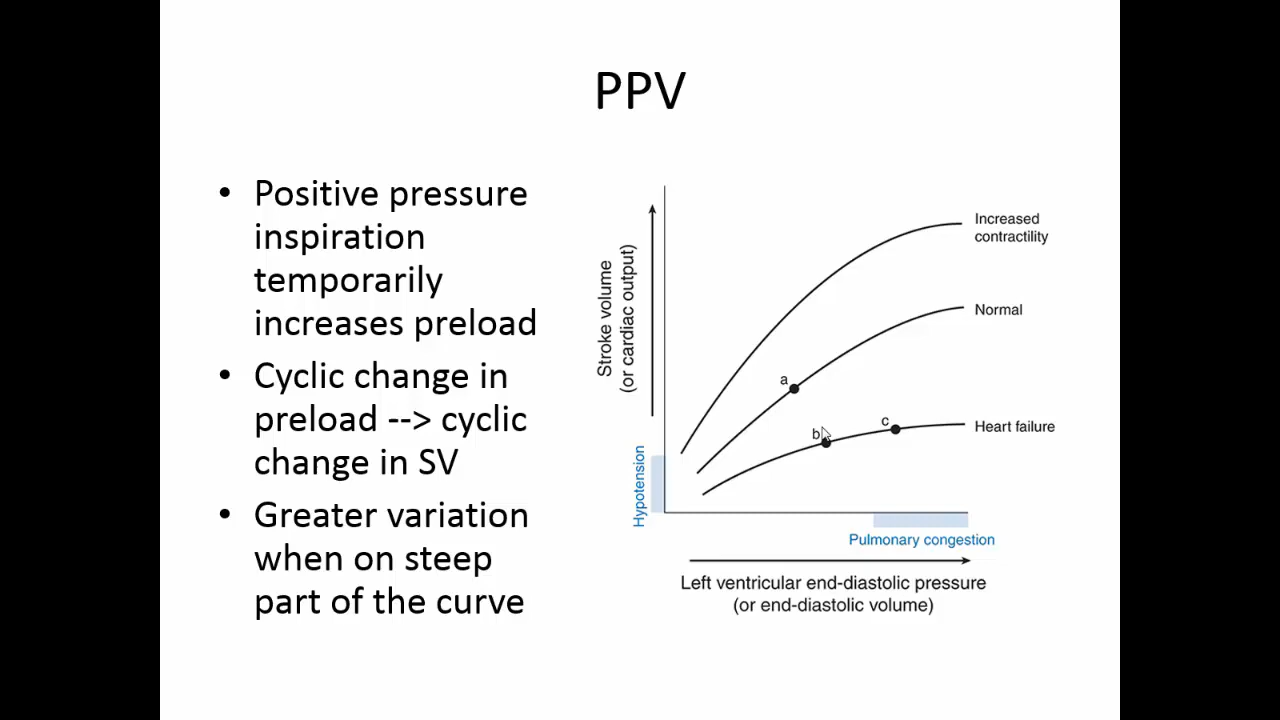 PPV
• Positive pressure
inspiration
temporarily
increases preload
• Cyclic change in
preload --> cyclic
change in SV
• Greater variation
when on steep
part of the curve
Stroke volume
(or cardiac output)
Hypotension
Increased
contractility
Normal
a
b
c
Heart failure
Pulmonary congestion
Left ventricular end-diastolic pressure
(or end-diastolic volume)